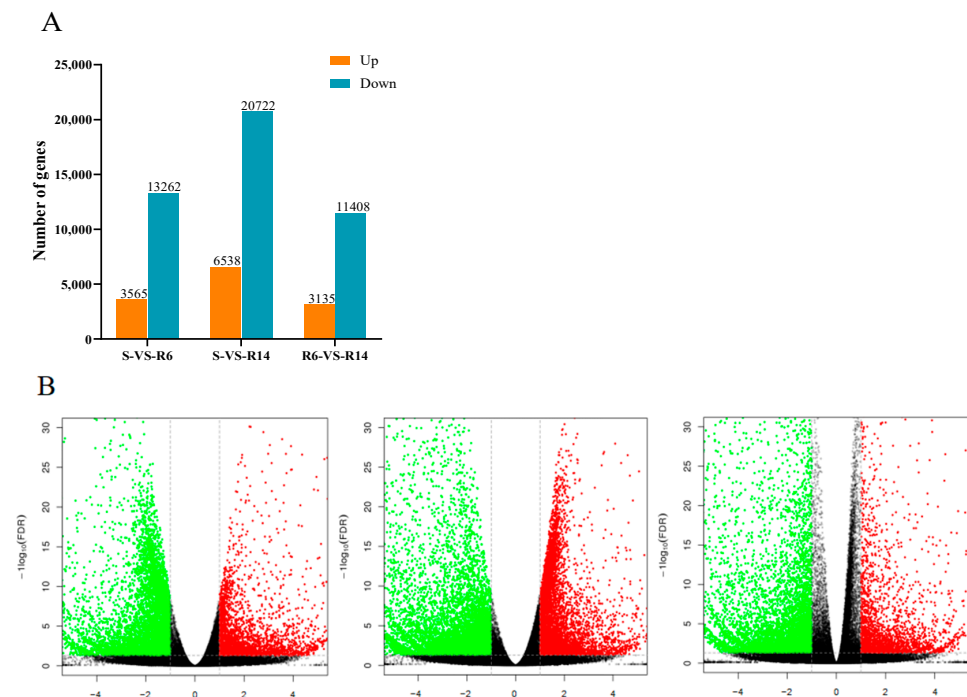 A
Up
Down
Number of genes
25,000
20,000
15,000
10,000
5,000
0
3565
13262
6538
20722
3135
11408
S-VS-R6
S-VS-R14
R6-VS-R14
B
−1log10(FDR)
30
25
20
15
10
5
0
−4 −2 0 2 4
−1log10(FDR)
30
25
20
15
10
5
0
−4 −2 0 2 4
−1log10(FDR)
30
25
20
15
10
5
0
−4 −2 0 2 4